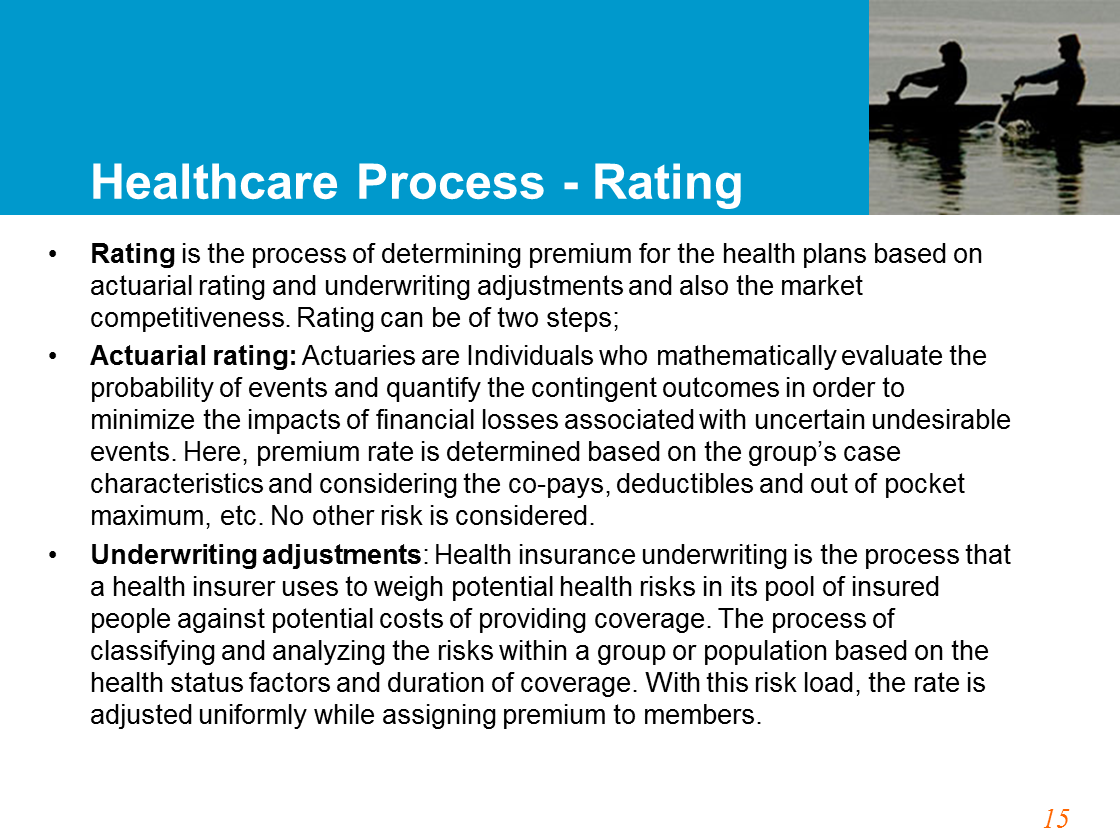 Healthcare Process - Rating
• Rating is the process of determining premium for the health plans based on
actuarial rating and underwriting adjustments and also the market
competitiveness. Rating can be of two steps;
• Actuarial rating: Actuaries are Individuals who mathematically evaluate the
probability of events and quantify the contingent outcomes in order to
minimize the impacts of financial losses associated with uncertain undesirable
events. Here, premium rate is determined based on the group’s case
characteristics and considering the co-pays, deductibles and out of pocket
maximum, etc. No other risk is considered.
• Underwriting adjustments: Health insurance underwriting is the process that
a health insurer uses to weigh potential health risks in its pool of insured
people against potential costs of providing coverage. The process of
classifying and analyzing the risks within a group or population based on the
health status factors and duration of coverage. With this risk load, the rate is
adjusted uniformly while assigning premium to members.
15